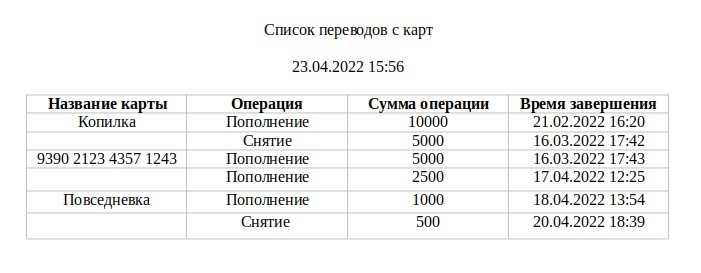 Список переводов с карт
23.04.2022 15:56
Название карты Операция Сумма операции Время завершения
Копилка Пополнение 10000 21.02.2022 16:20
Снятие 5000 16.03.2022 17:42
9390 2123 4357 1243 Пополнение 5000 16.03.2022 17:43
Пополнение 2500 17.04.2022 12:25
Повседневка Пополнение 1000 18.04.2022 13:54
Снятие 500 20.04.2022 18:39